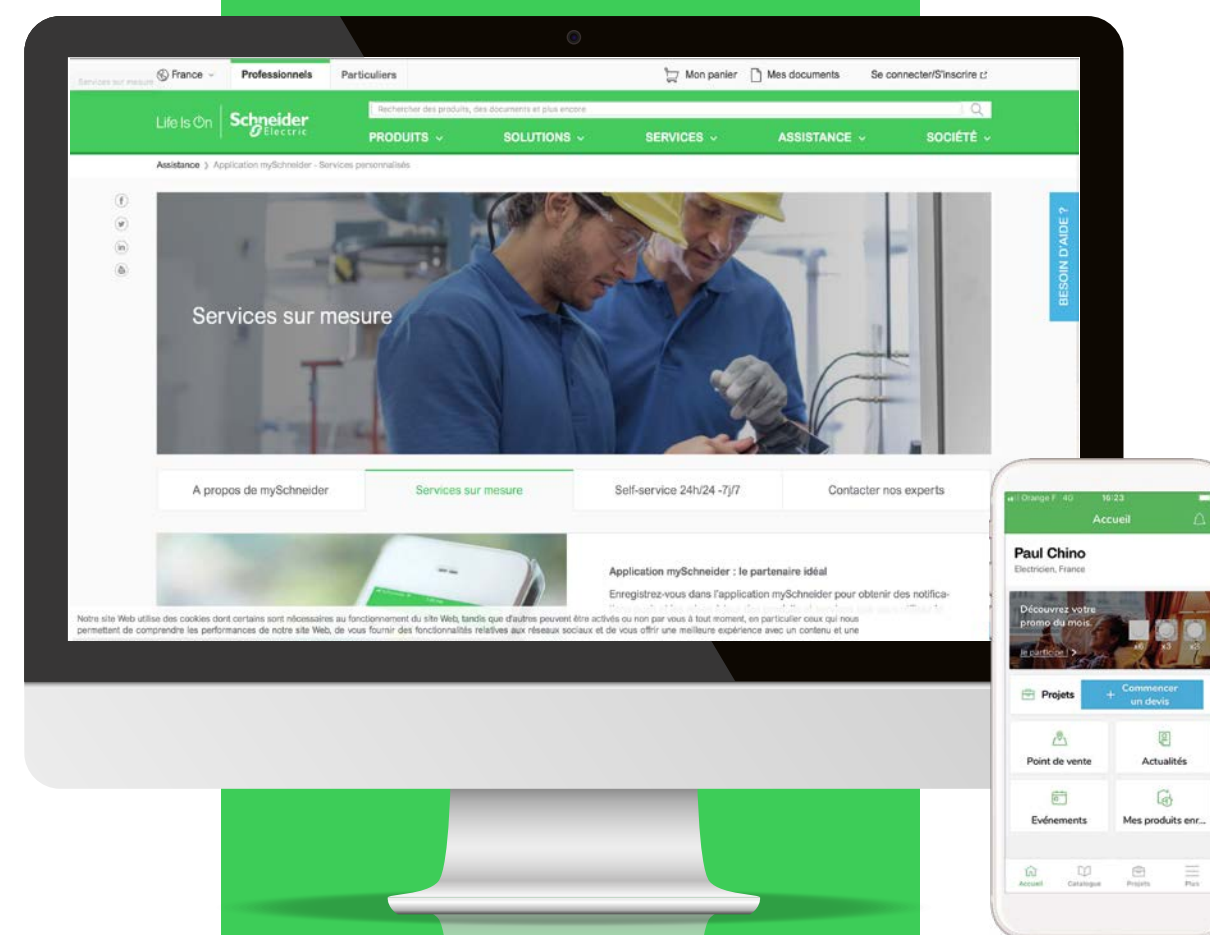 Services sur mesure
France
Professionnels
Particuliers
Mon panier
Mes documents
Se connecter/S'inscrire
Life Is On
Schneider
Electric
Rechercher des produits, des documents et plus encore
PRODUITS
SOLUTIONS
SERVICES
ASSISTANCE
SOCIÉTÉ
Assistance > Application mySchneider - Services personnalisés
BESOIN D'AIDE ?
Services sur mesure
A propos de mySchneider
Services sur mesure
Self-service 24h/24 -7j/7
Contacter nos experts
Application mySchneider : le partenaire idéal
Enregistrez-vous dans l'application mySchneider pour obtenir des notifica-
Notre site Web utilise des cookies dont certains sont nécessaires au fonctionnement du site Web, tandis que d'autres peuvent être activés ou non par vous à tout moment, en particulier ceux qui nous
permettent de comprendre les performances de notre site Web, de vous fournir des fonctionnalités relatives aux réseaux sociaux et de vous offrir une meilleure expérience avec un contenu et une
Orange F 4G 16:23
Accueil
Paul Chino
Electricien, France
Découvrez votre
promo du mois.
Je participe ! >
x6 x3 x3
Projets
+ Commencer
un devis
Point de vente
Actualités
Evénements
Mes produits enr...
Accueil
Catalogue
Projets
Plus